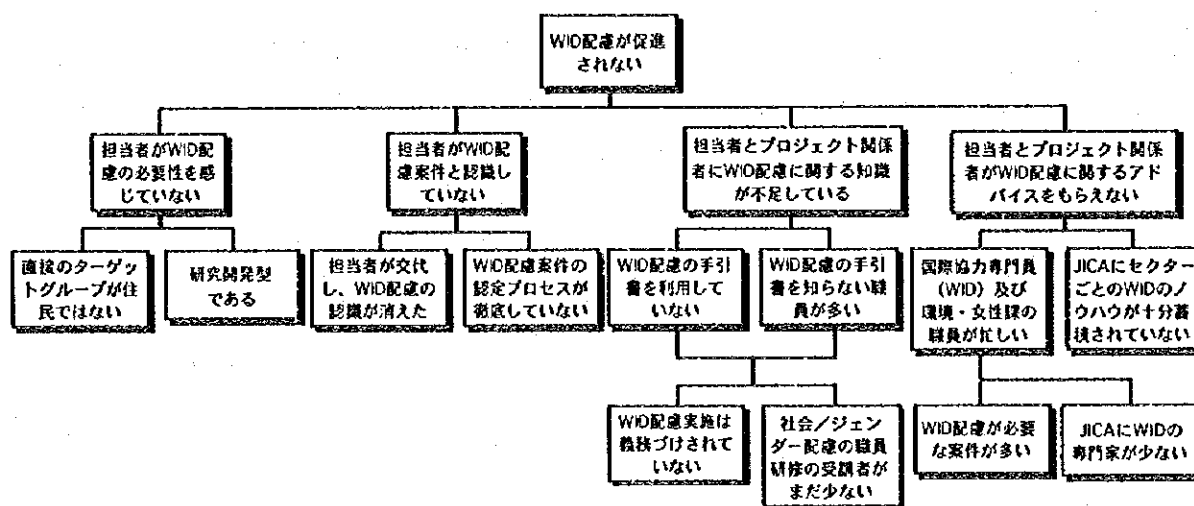 WID配慮が促進
されない
担当者がWID配
慮の必要性を感
じていない
担当者がWID配
慮案件と認識し
ていない
担当者とプロジェクト関係
者にWID配慮に関する知識
が不足している
担当者とプロジェクト関係
者がWID配慮に関するアド
バイスをもらえない
直接のターゲッ
トグループが住
民ではない
研究開発型
である
担当者が交代
し、WID配慮の
認識が消えた
WID配慮案件の
認定プロセスが
徹底していない
WID配慮の手引
書を利用して
いない
WID配慮の手引
書を知らない職
員が多い
国際協力専門員
（WID）及び
環境・女性課の
職員が忙しい
JICAにセクター
ごとのWIDのノ
ウハウが十分蓄
積されていない
WID配慮実施は
義務づけされて
いない
社会／ジェン
ダー配慮の職員
研修の受講者が
まだ少ない
WID配慮が必要
な案件が多い
JICAにWIDの
専門家が少ない